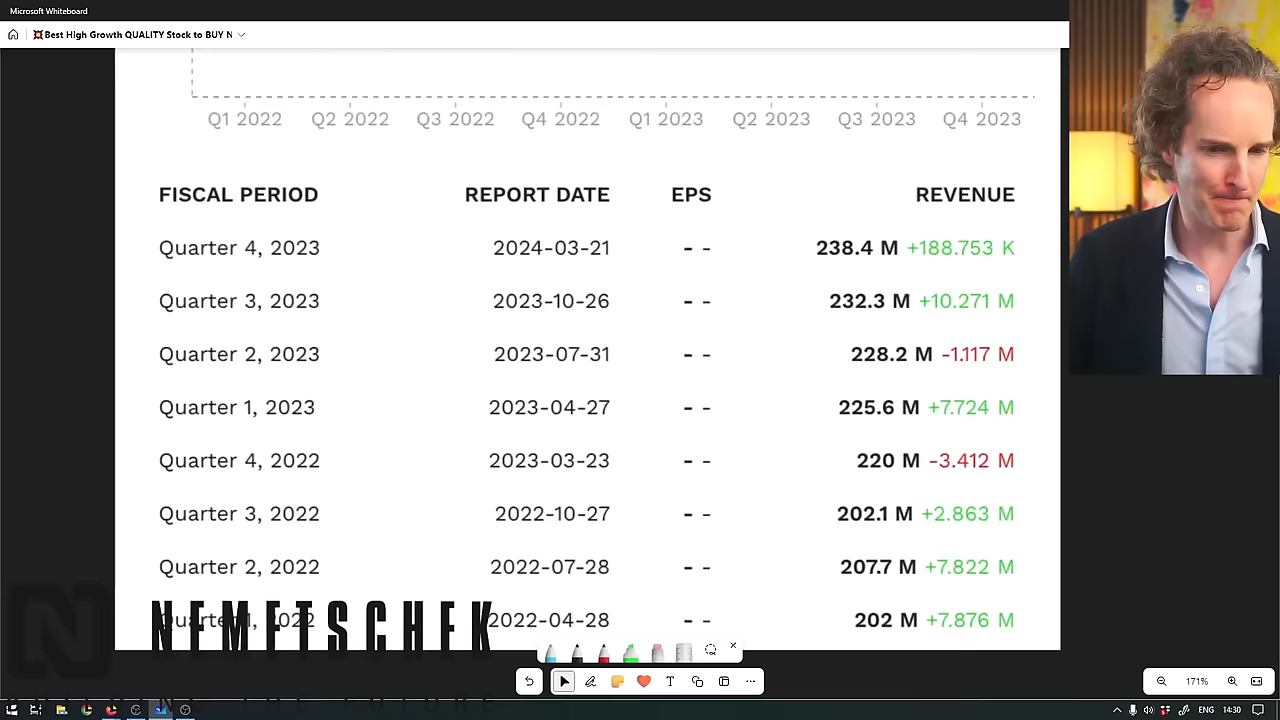 Microsoft Whiteboard
💥Best High Growth QUALITY Stock to BUY N
Q1 2022 Q2 2022 Q3 2022 Q4 2022 Q1 2023 Q2 2023 Q3 2023 Q4 2023
FISCAL PERIOD REPORT DATE EPS REVENUE
Quarter 4, 2023 2024-03-21 - - 238.4 M +188.753 K
Quarter 3, 2023 2023-10-26 - - 232.3 M +10.271 M
Quarter 2, 2023 2023-07-31 - - 228.2 M -1.117 M
Quarter 1, 2023 2023-04-27 - - 225.6 M +7.724 M
Quarter 4, 2022 2023-03-23 - - 220 M -3.412 M
Quarter 3, 2022 2022-10-27 - - 202.1 M +2.863 M
Quarter 2, 2022 2022-07-28 - - 207.7 M +7.822 M
Quarter 1, 2022 2022-04-28 - - 202 M +7.876 M
N NEMETSCHEK
THE FUTURE
171%
ENG 14:30